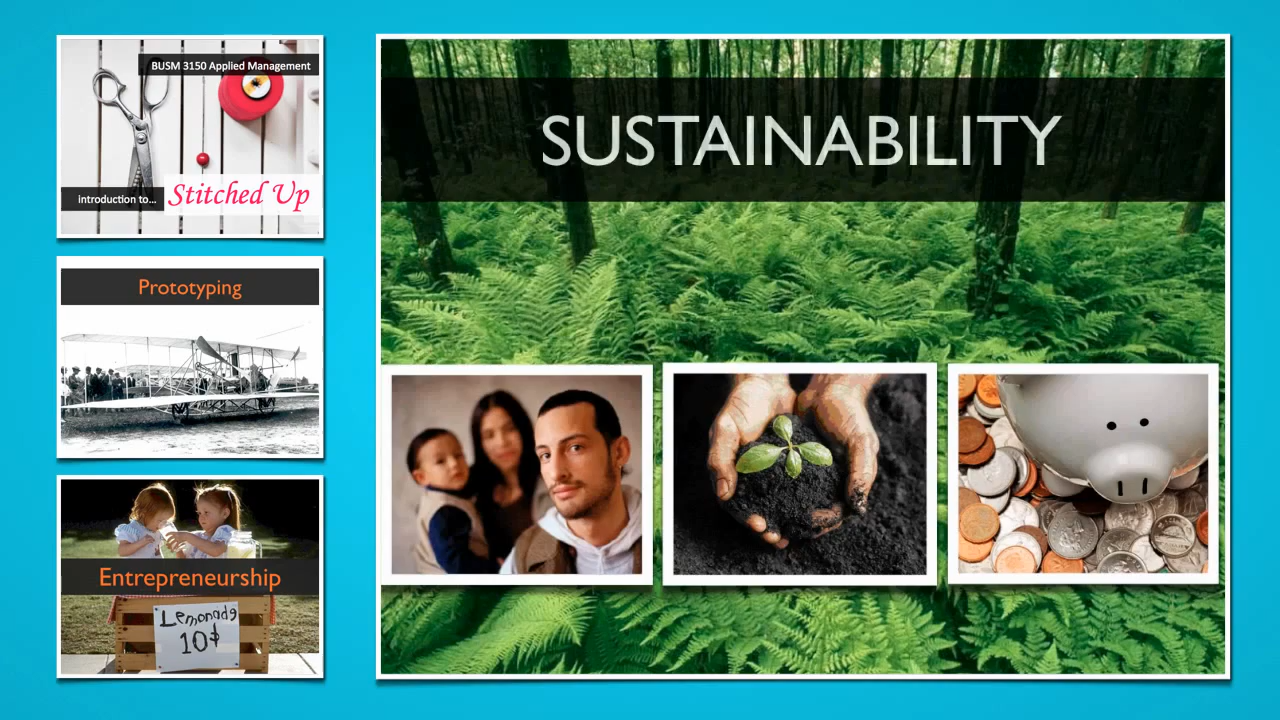 BUSM 3150 Applied Management
introduction to...
Stitched Up
Prototyping
Entrepreneurship
Lemonade
10¢
SUSTAINABILITY